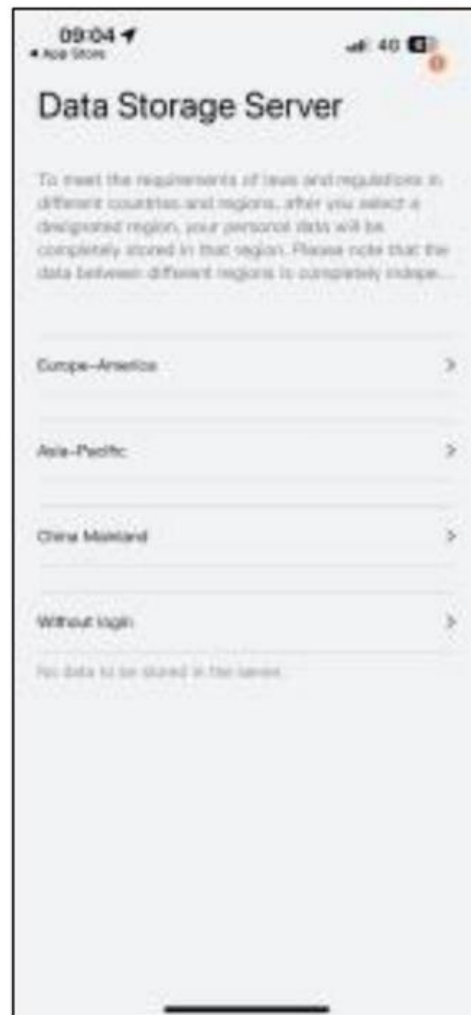 09:04
App Store
4G
Data Storage Server
To meet the requirements of laws and regulations in
different countries and regions, after you select a
designated region, your personal data will be
completely stored in that region. Please note that the
data between different regions is completely indepe...
Europe-America
Asia-Pacific
China Mainland
Without login
No data to be stored in the server.